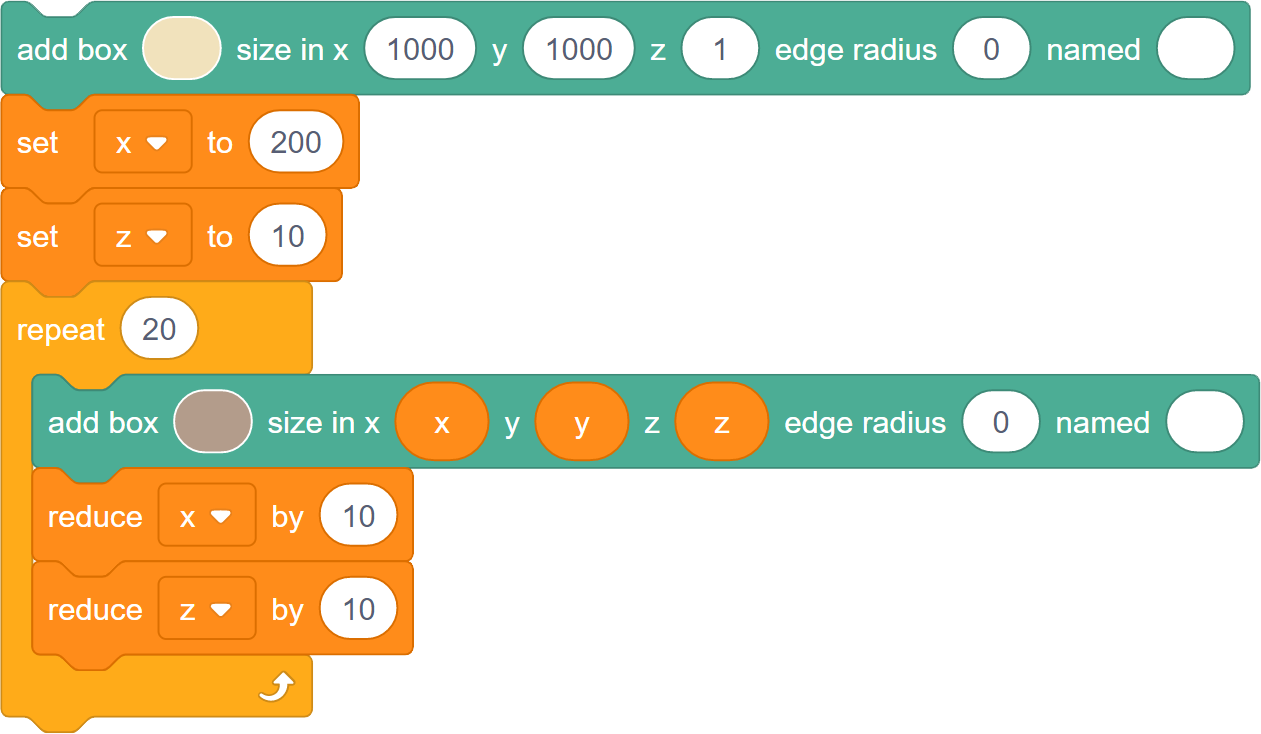 add box size in x 1000 y 1000 z 1 edge radius 0 named
set x to 200
set z to 10
repeat 20
add box size in x x y y z z edge radius 0 named
reduce x by 10
reduce z by 10